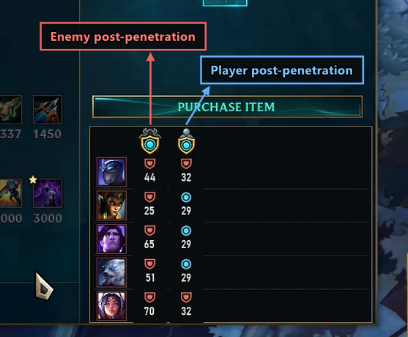 Enemy post-penetration
Player post-penetration
PURCHASE ITEM
337 1450
000 3000
44 32
25 29
65 29
51 29
70 32